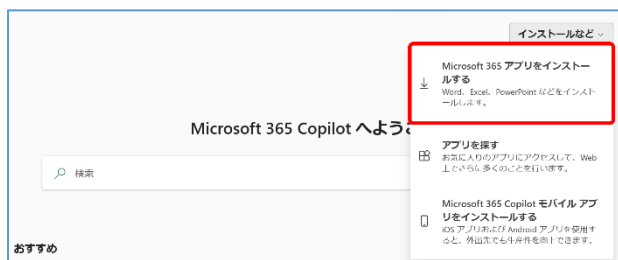 インストールなど
Microsoft 365 アプリをインストー
ルする
Word、Excel、PowerPoint などをインスト
ールします。
Microsoft 365 Copilot へようこ
アプリを探す
お気に入りのアプリにアクセスして、Web
上でさらに多くのことを行います。
検索
Microsoft 365 Copilot モバイル アプ
リをインストールする
iOS アプリおよび Android アプリを使用す
ると、外出先でも生産性を向上できます。
おすすめ